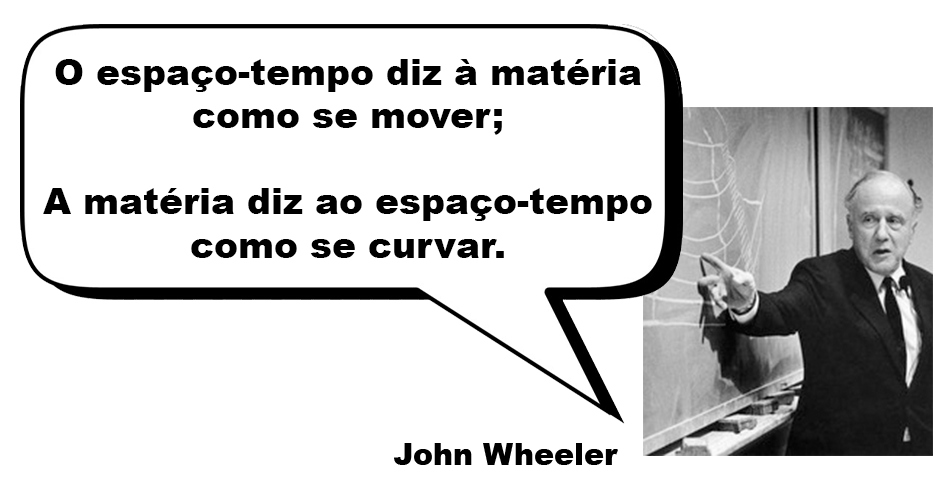 O espaço-tempo diz à matéria
como se mover;
A matéria diz ao espaço-tempo
como se curvar.
John Wheeler